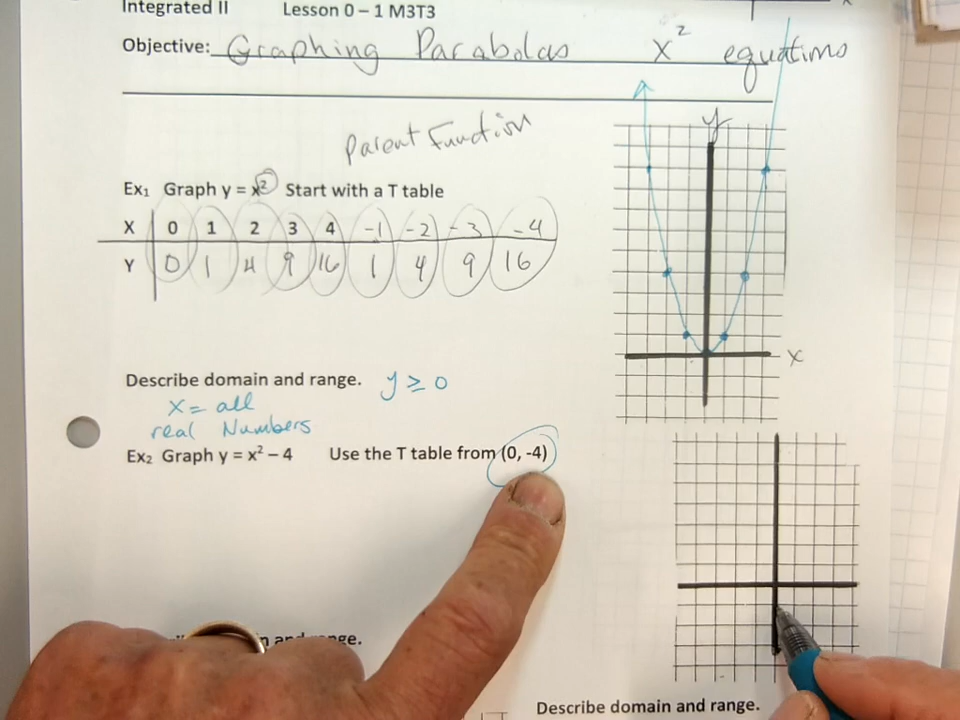 Integrated II Lesson 0 – 1 M3T3
Objective: Graphing Parabolas x² equations
Parent Function
y
Ex₁ Graph y = x² Start with a T table
X 0 1 2 3 4 -1 -2 -3 -4
Y 0 1 4 9 16 1 4 9 16
x
Describe domain and range. y ≥ 0
x = all
real Numbers
Ex₂ Graph y = x² – 4 Use the T table from (0, -4)
Describe domain and range.